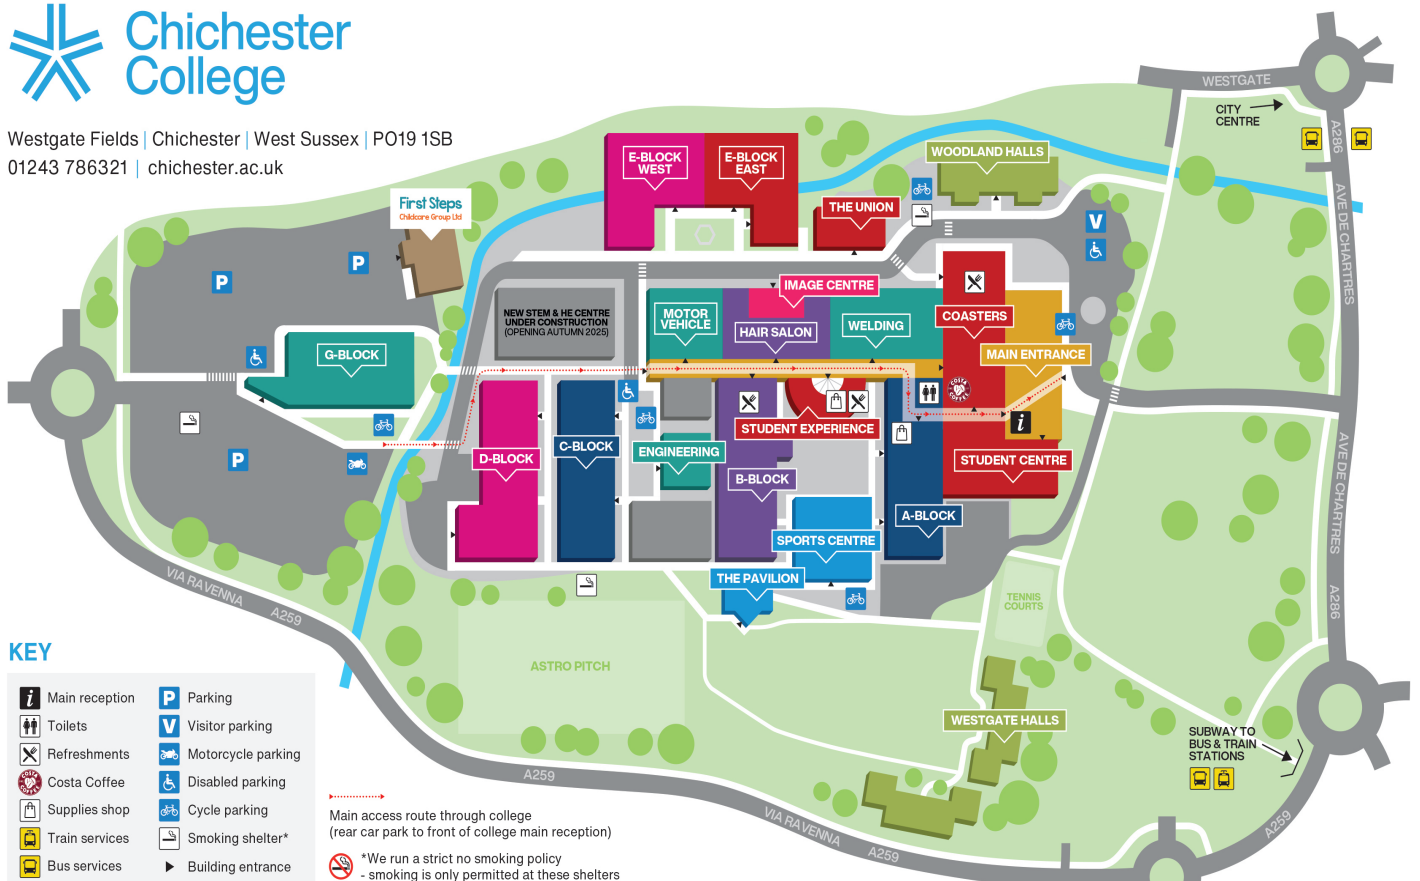 Chichester
College
Westgate Fields | Chichester | West Sussex | PO19 1SB
01243 786321 | chichester.ac.uk
WESTGATE
CITY
CENTRE
A286
AVE DE CHARTRES
WOODLAND HALLS
E-BLOCK
WEST
E-BLOCK
EAST
First Steps
Childcare Group Ltd
THE UNION
V
P
P
IMAGE CENTRE
NEW STEM & HE CENTRE
UNDER CONSTRUCTION
(OPENING AUTUMN 2025)
MOTOR
VEHICLE
HAIR SALON
WELDING
COASTERS
MAIN ENTRANCE
G-BLOCK
COSTA
COFFEE
i
STUDENT EXPERIENCE
P
D-BLOCK
C-BLOCK
ENGINEERING
B-BLOCK
STUDENT CENTRE
A-BLOCK
SPORTS CENTRE
THE PAVILION
AVE DE CHARTRES
A286
VIA RAVENNA
A259
TENNIS
COURTS
ASTRO PITCH
WESTGATE HALLS
SUBWAY TO
BUS & TRAIN
STATIONS
A259
VIA RAVENNA
A259
A259
KEY
i Main reception
Toilets
Refreshments
COSTA COFFEE Costa Coffee
Supplies shop
Train services
Bus services
P Parking
V Visitor parking
Motorcycle parking
Disabled parking
Cycle parking
Smoking shelter*
Building entrance
Main access route through college
(rear car park to front of college main reception)
*We run a strict no smoking policy
- smoking is only permitted at these shelters